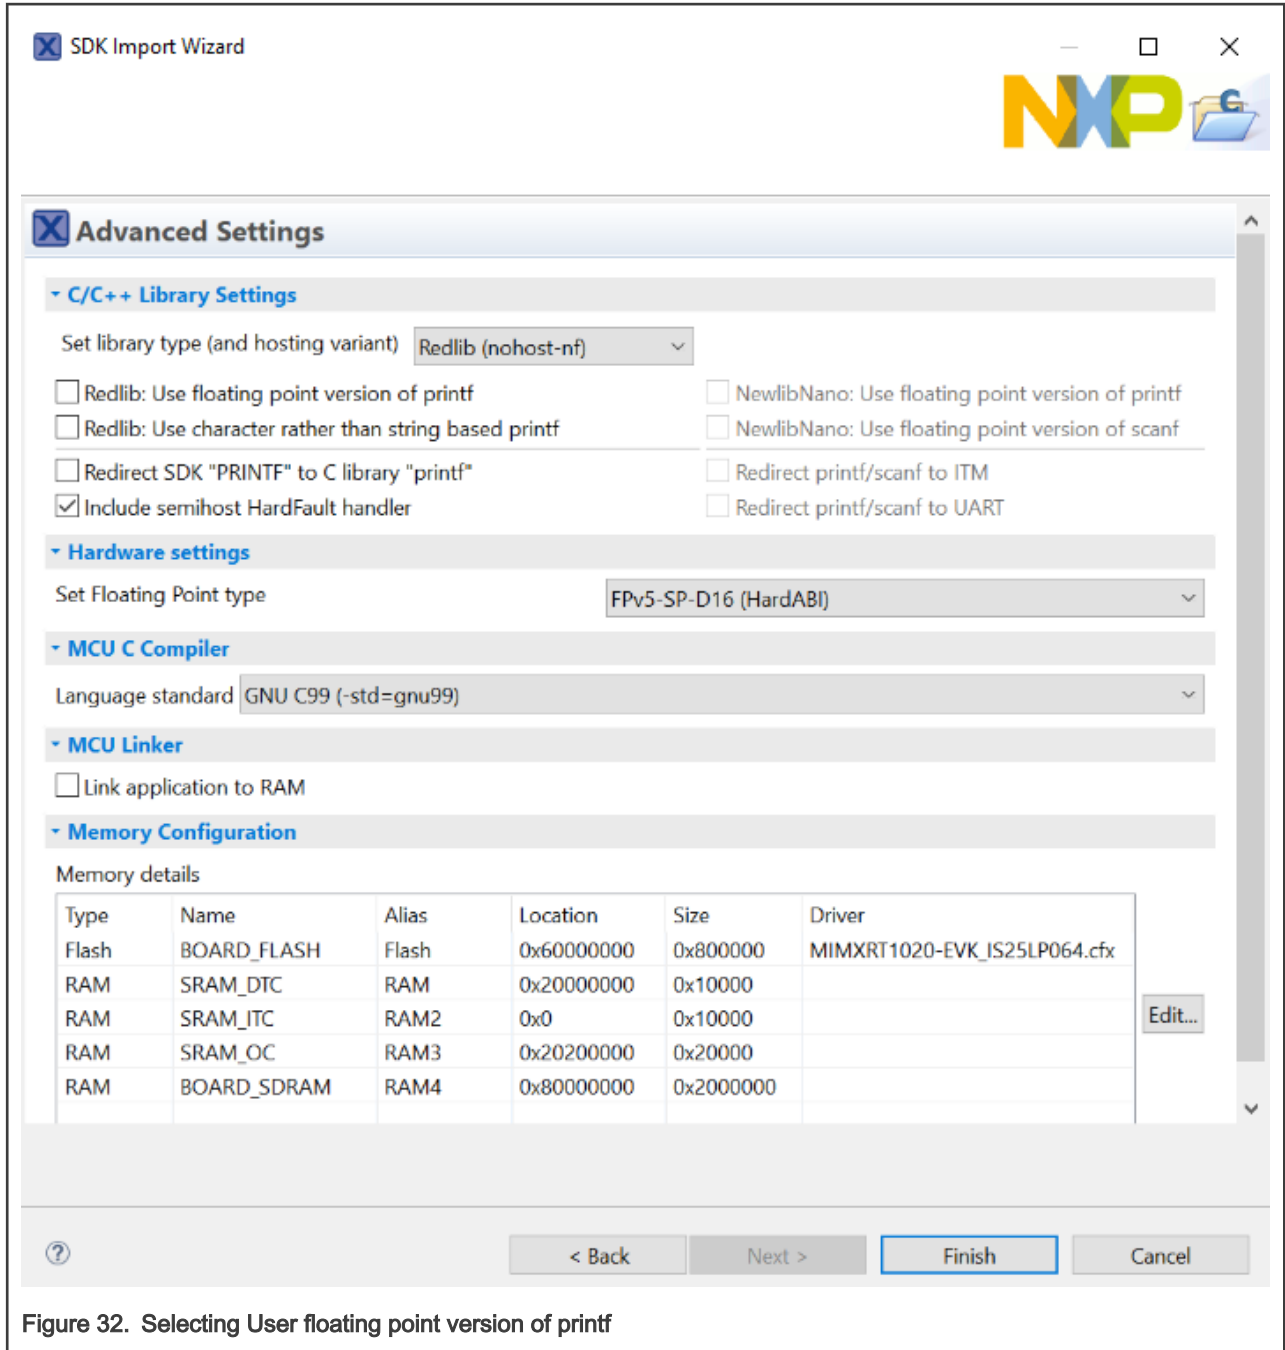 SDK Import Wizard
NXP
Advanced Settings
C/C++ Library Settings
Set library type (and hosting variant) Redlib (nohost-nf)
Redlib: Use floating point version of printf NewlibNano: Use floating point version of printf
Redlib: Use character rather than string based printf NewlibNano: Use floating point version of scanf
Redirect SDK "PRINTF" to C library "printf" Redirect printf/scanf to ITM
Include semihost HardFault handler Redirect printf/scanf to UART
Hardware settings
Set Floating Point type FPv5-SP-D16 (HardABI)
MCU C Compiler
Language standard GNU C99 (-std=gnu99)
MCU Linker
Link application to RAM
Memory Configuration
Memory details
Type Name Alias Location Size Driver
Flash BOARD_FLASH Flash 0x60000000 0x800000 MIMXRT1020-EVK_IS25LP064.cfx
RAM SRAM_DTC RAM 0x20000000 0x10000
RAM SRAM_ITC RAM2 0x0 0x10000
Edit...
RAM SRAM_OC RAM3 0x20200000 0x20000
RAM BOARD_SDRAM RAM4 0x80000000 0x2000000
? < Back Next > Finish Cancel
Figure 32. Selecting User floating point version of printf